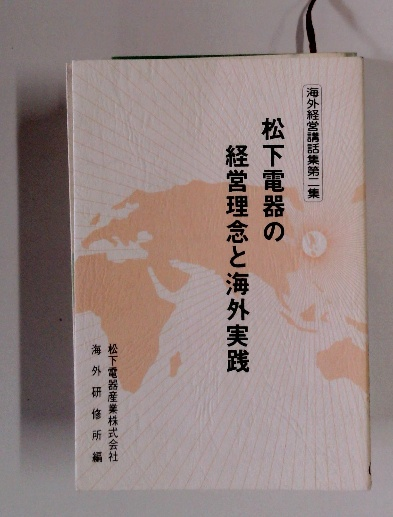 海外経営講話集第二集
松下電器の
経営理念と海外実践
松下電器産業株式会社
海外研修所編